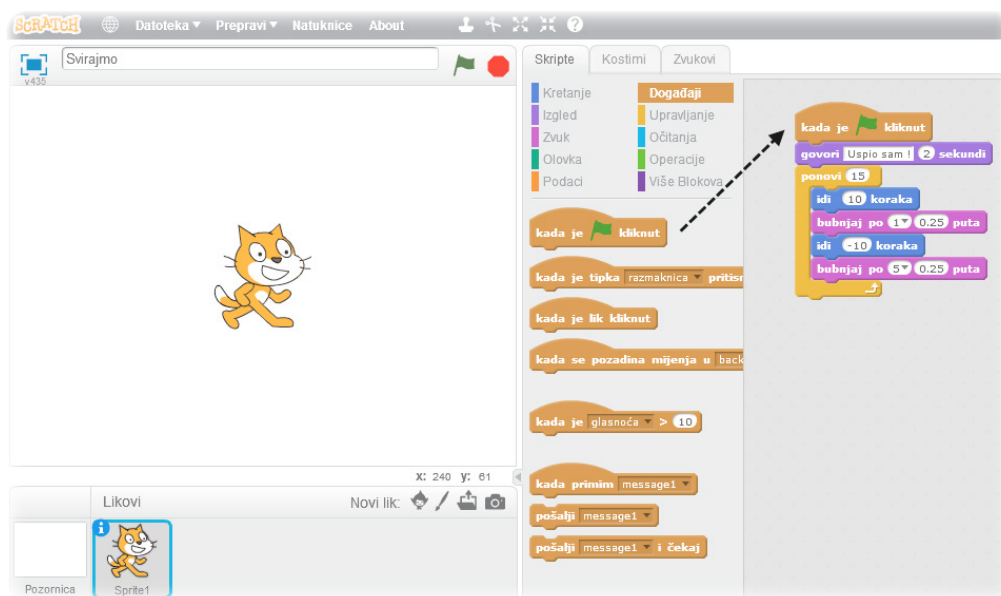 SCRATCH Datoteka Prepravi Natuknice About
v435
Svirajmo
Skripte Kostimi Zvukovi
Kretanje Događaji
Izgled Upravljanje
Zvuk Očitanja
Olovka Operacije
Podaci Više Blokova
kada je kliknut
kada je tipka razmaknica pritisn
kada je lik kliknut
kada se pozadina mijenja u back
kada je glasnoća > 10
kada primim message1
pošalji message1
pošalji message1 i čekaj
kada je kliknut
govori Uspio sam ! 2 sekundi
ponovi 15
idi 10 koraka
bubnjaj po 1 0.25 puta
idi -10 koraka
bubnjaj po 5 0.25 puta
x: 240 y: 61
Likovi Novi lik:
Pozornica Sprite1